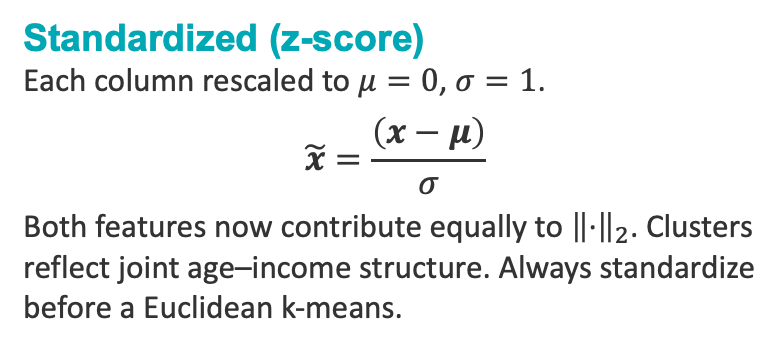 Standardized (z-score)
Each column rescaled to μ = 0, σ = 1.
x̃ = (x − μ) / σ
Both features now contribute equally to ‖·‖₂. Clusters
reflect joint age–income structure. Always standardize
before a Euclidean k-means.